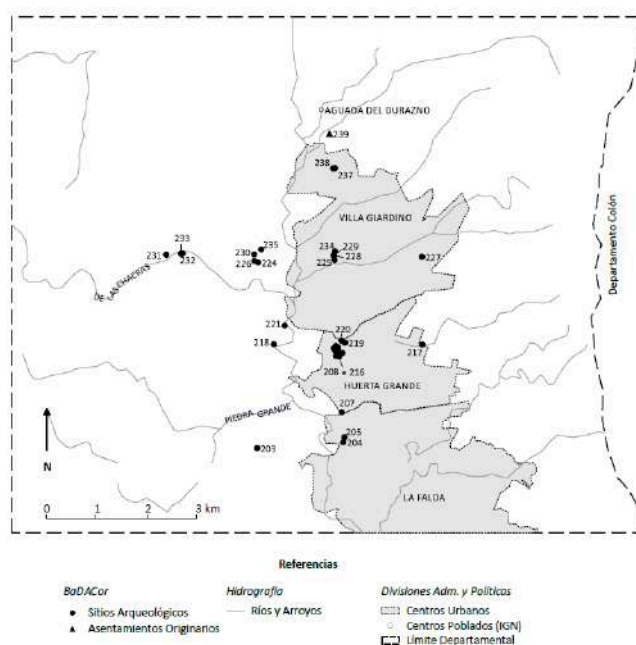 AGUADA DEL DURAZNO
239
238
237
VILLA GIARDINO
Departamento Colón
233
235
234
229
231
232
230
228
226
224
225
227
DE LAS CHACRAS
221
220
218
219
217
208
216
HUERTA GRANDE
PIEDRA GRANDE
207
205
204
203
N
LA FALDA
0 1 2 3 km
Referencias
BaDACor Hidrografía Divisiones Adm. y Políticas
Sitios Arqueológicos Ríos y Arroyos Centros Urbanos
Asentamientos Originarios Centros Poblados (IGN)
Límite Departamental